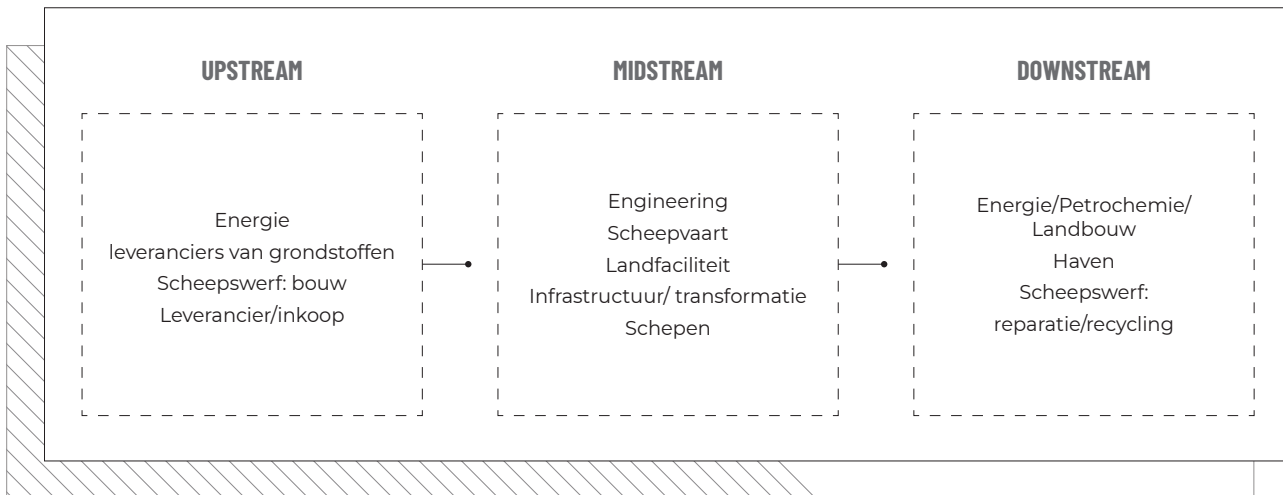 UPSTREAM
Energie
leveranciers van grondstoffen
Scheepswerf: bouw
Leverancier/inkoop
MIDSTREAM
Engineering
Scheepvaart
Landfaciliteit
Infrastructuur/ transformatie
Schepen
DOWNSTREAM
Energie/Petrochemie/
Landbouw
Haven
Scheepswerf:
reparatie/recycling